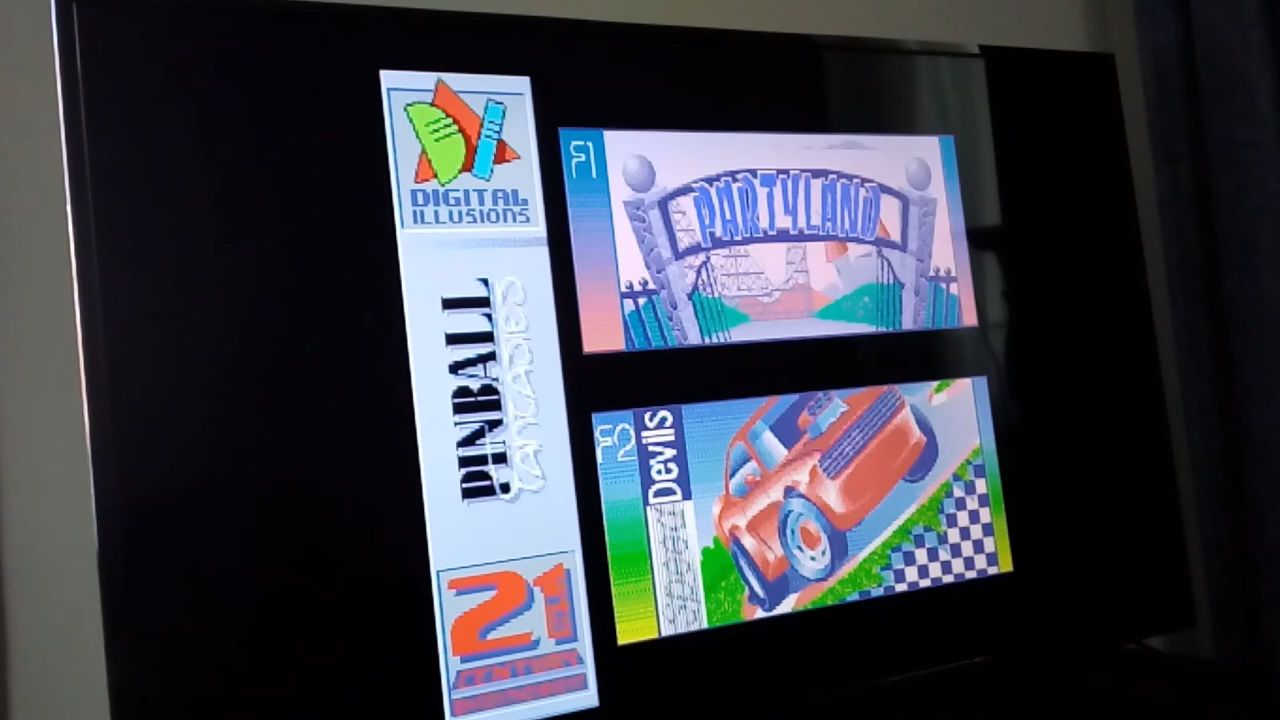 DIGITAL
ILLUSIONS
PINBALL
FANTASIES
21ST
CENTURY
F1
PARTYLAND
F2
Devils